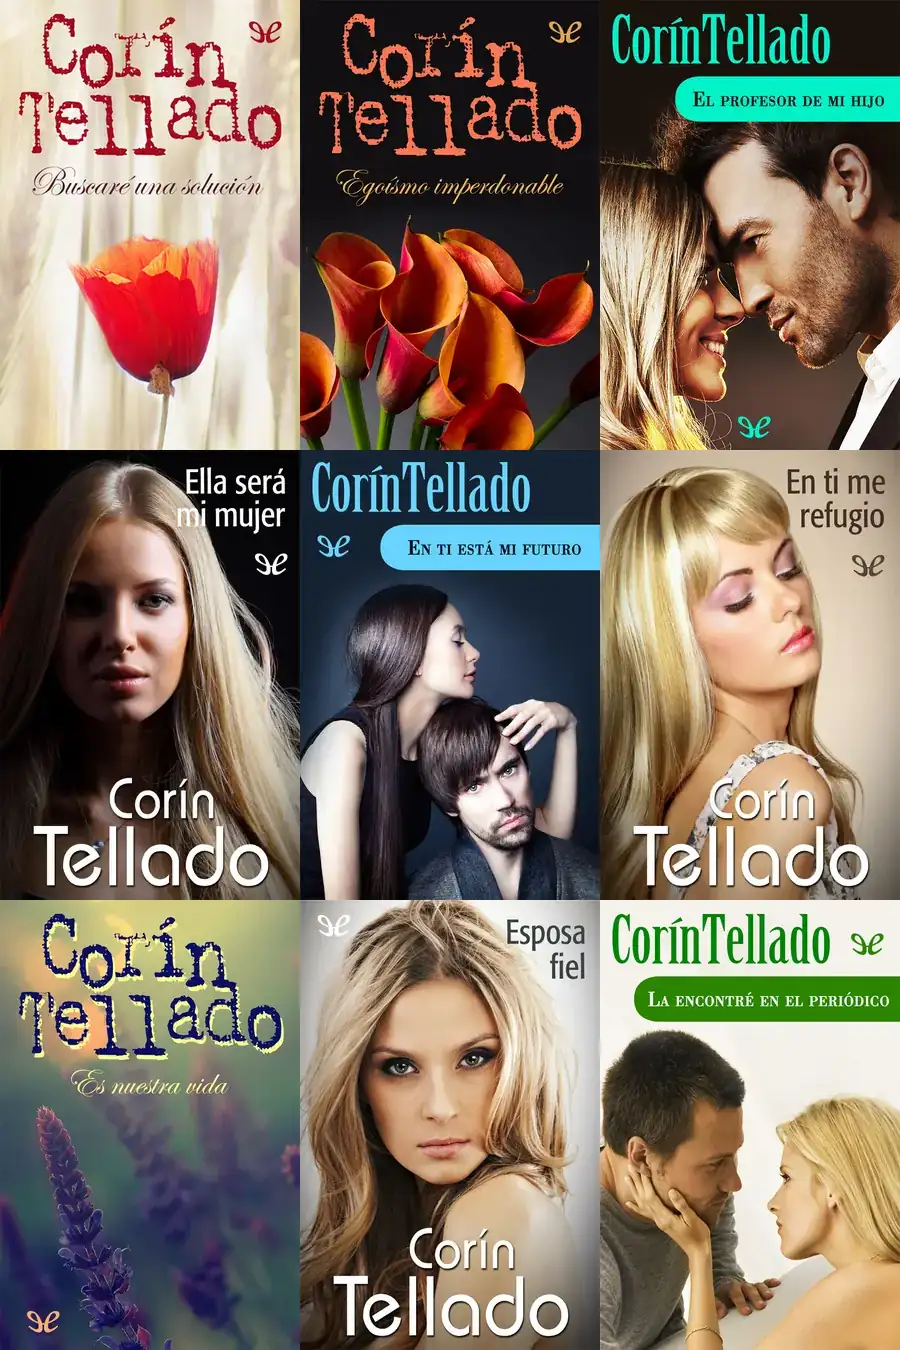 Corín
Tellado
Buscaré una solución
Corín
Tellado
Egoísmo imperdonable
CorínTellado
El profesor de mi hijo
Ella será
mi mujer
Corín
Tellado
CorínTellado
En ti está mi futuro
En ti me
refugio
Corín
Tellado
Corín
Tellado
Es nuestra vida
Esposa
fiel
Corín
Tellado
CorínTellado
La encontré en el periódico